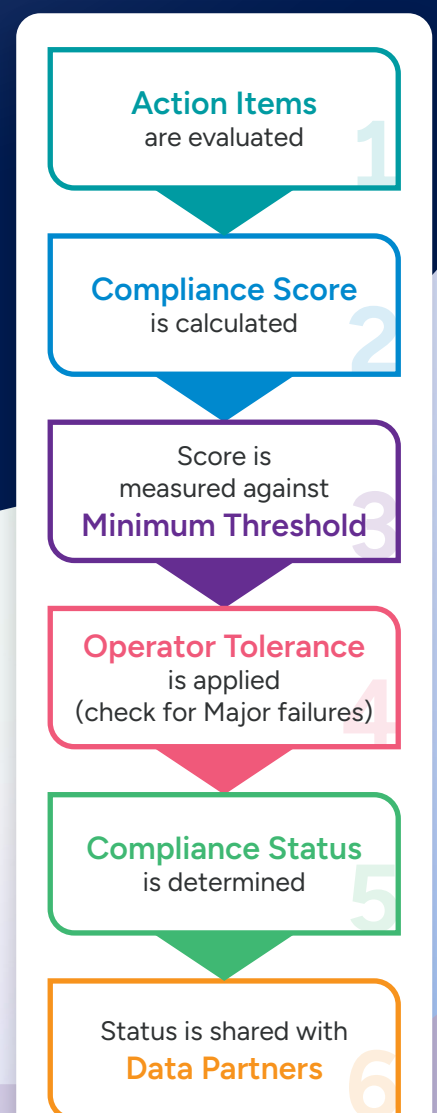 Action Items
are evaluated
1
Compliance Score
is calculated
2
Score is
measured against
Minimum Threshold
3
Operator Tolerance
is applied
(check for Major failures)
4
Compliance Status
is determined
5
Status is shared with
Data Partners
6